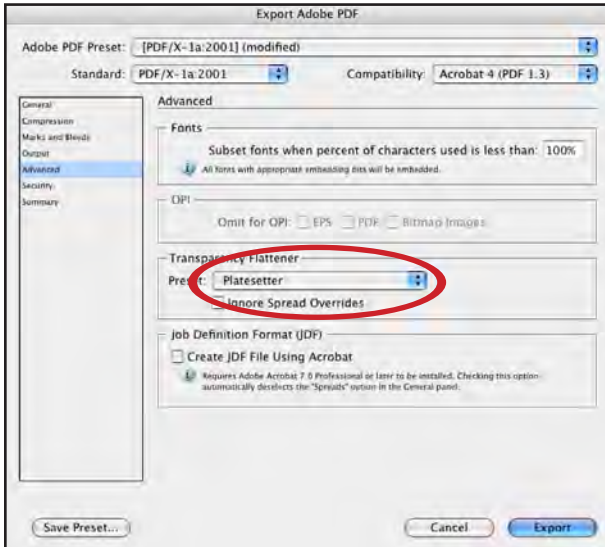 Export Adobe PDF
Adobe PDF Preset: [PDF/X-1a:2001] (modified)
Standard: PDF/X-1a:2001 Compatibility: Acrobat 4 (PDF 1.3)
General
Compression
Marks and Bleeds
Output
Advanced
Security
Summary
Advanced
Fonts
Subset fonts when percent of characters used is less than: 100%
All fonts with appropriate embedding bits will be embedded.
OPI
Omit for OPI: EPS PDF Bitmap Images
Transparency Flattener
Preset: Platesetter
Ignore Spread Overrides
Job Definition Format (JDF)
Create JDF File Using Acrobat
Requires Adobe Acrobat 7.0 Professional or later to be installed. Checking this option
automatically deselects the "Spreads" option in the General panel.
Save Preset... Cancel Export